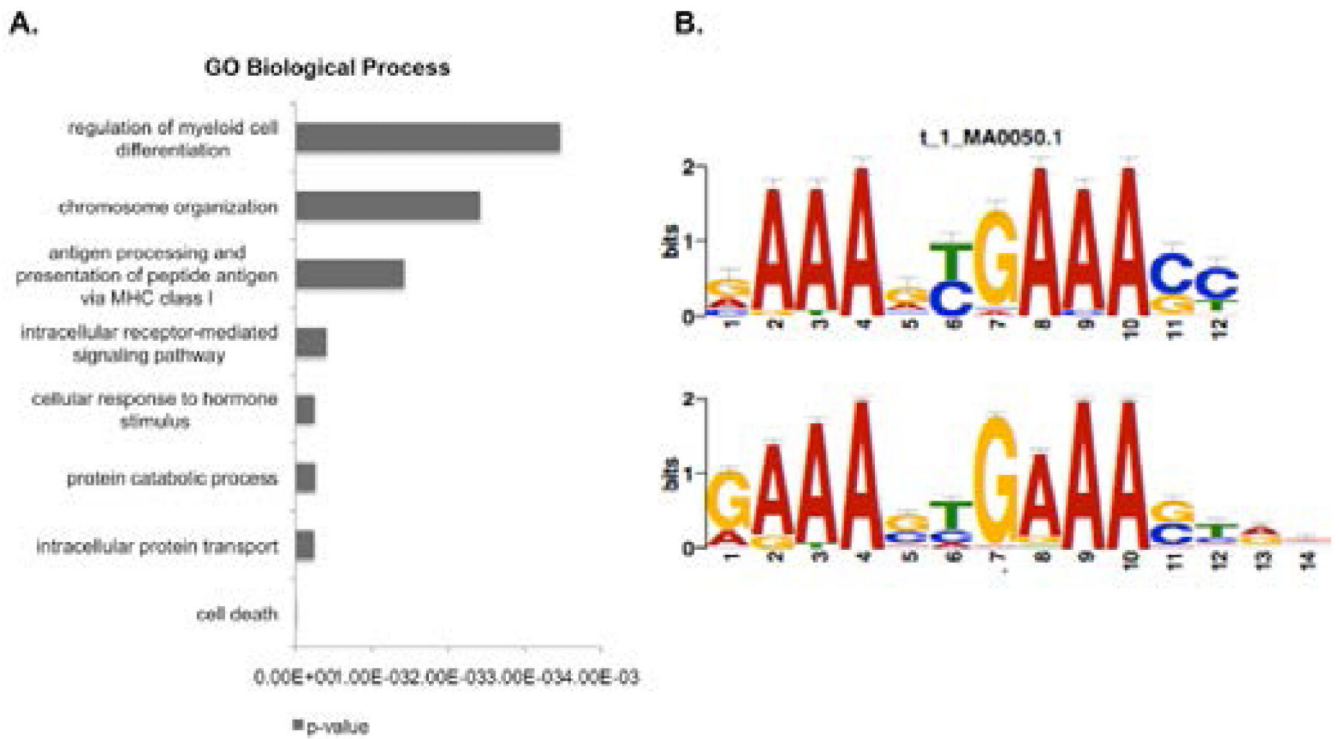 A.
GO Biological Process
regulation of myeloid cell
differentiation
chromosome organization
antigen processing and
presentation of peptide antigen
via MHC class I
intracellular receptor-mediated
signaling pathway
cellular response to hormone
stimulus
protein catabolic process
intracellular protein transport
cell death
0.00E+001.00E-032.00E-033.00E-034.00E-03
p-value
B.
t_1_MA0050.1
2
bits
1
0
G A A A G T G A A A C C
A C G T
1 2 3 4 5 6 7 8 9 10 11 12
2
bits
1
0
G A A A G T G A A A G T A
A G C C C
1 2 3 4 5 6 7 8 9 10 11 12 13 14